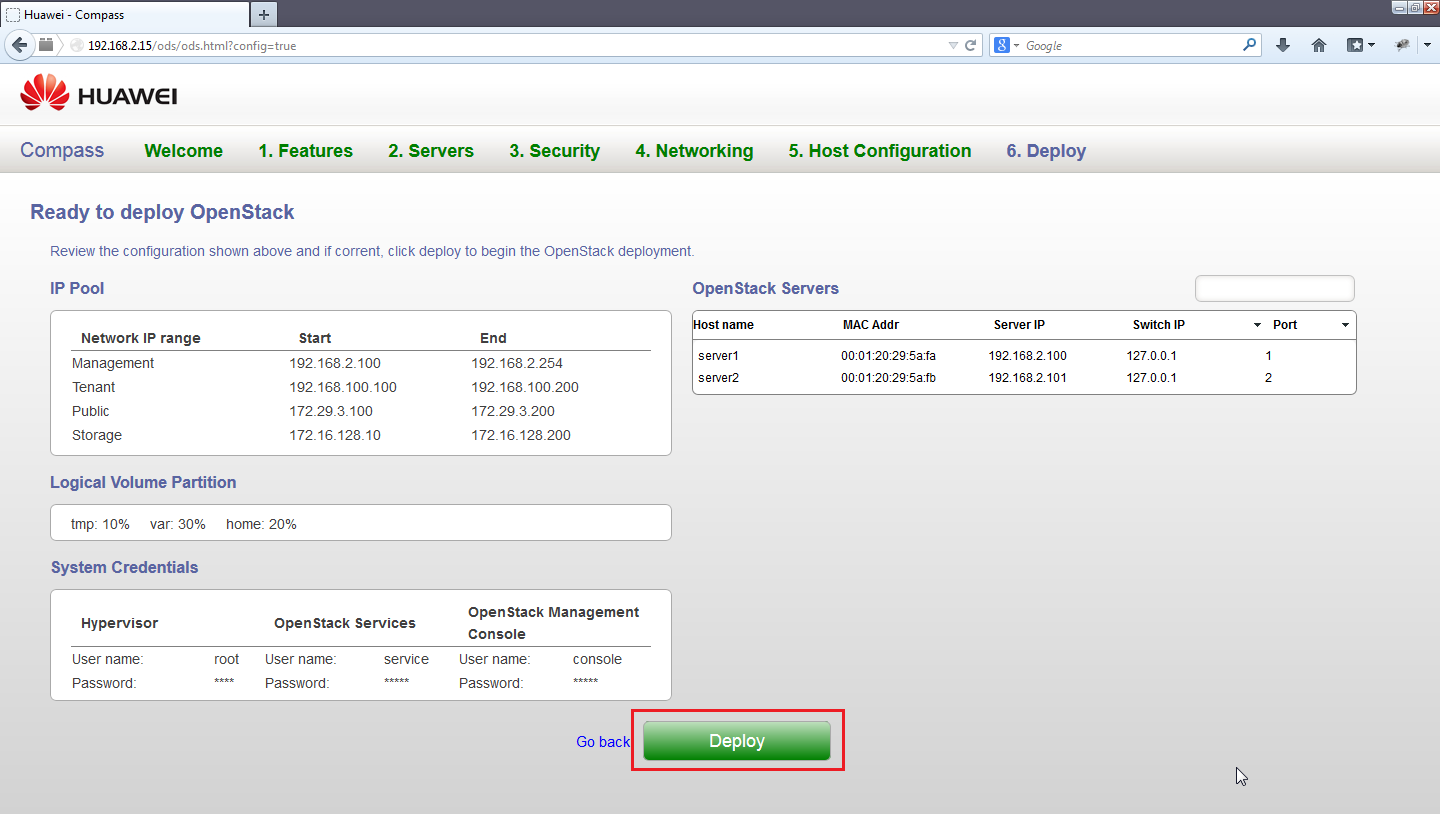 Huawei - Compass
192.168.2.15/ods/ods.html?config=true
8 Google
HUAWEI
Compass Welcome 1. Features 2. Servers 3. Security 4. Networking 5. Host Configuration 6. Deploy
Ready to deploy OpenStack
Review the configuration shown above and if corrent, click deploy to begin the OpenStack deployment.
IP Pool
Network IP range Start End
Management 192.168.2.100 192.168.2.254
Tenant 192.168.100.100 192.168.100.200
Public 172.29.3.100 172.29.3.200
Storage 172.16.128.10 172.16.128.200
Logical Volume Partition
tmp: 10% var: 30% home: 20%
System Credentials
Hypervisor OpenStack Services OpenStack Management
Console
User name: root User name: service User name: console
Password: **** Password: ***** Password: *****
OpenStack Servers
Host name MAC Addr Server IP Switch IP Port
server1 00:01:20:29:5a:fa 192.168.2.100 127.0.0.1 1
server2 00:01:20:29:5a:fb 192.168.2.101 127.0.0.1 2
Go back Deploy